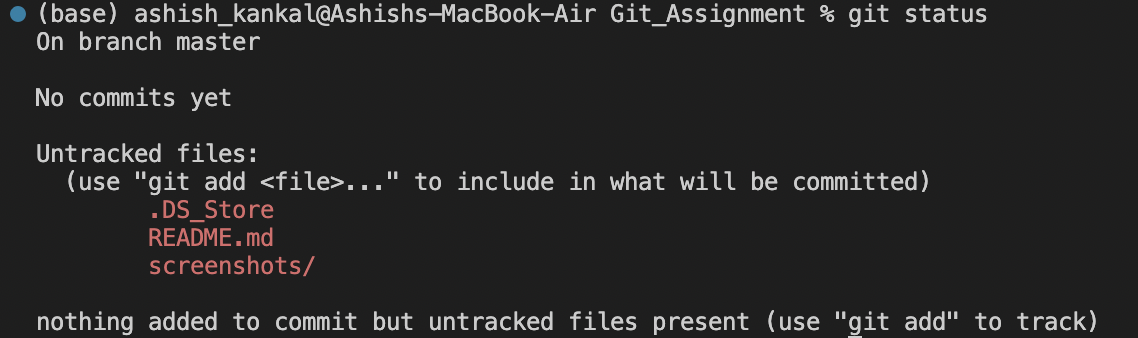 (base) ashish_kankal@Ashishs-MacBook-Air Git_Assignment % git status
On branch master
No commits yet
Untracked files:
(use "git add <file>..." to include in what will be committed)
.DS_Store
README.md
screenshots/
nothing added to commit but untracked files present (use "git add" to track)